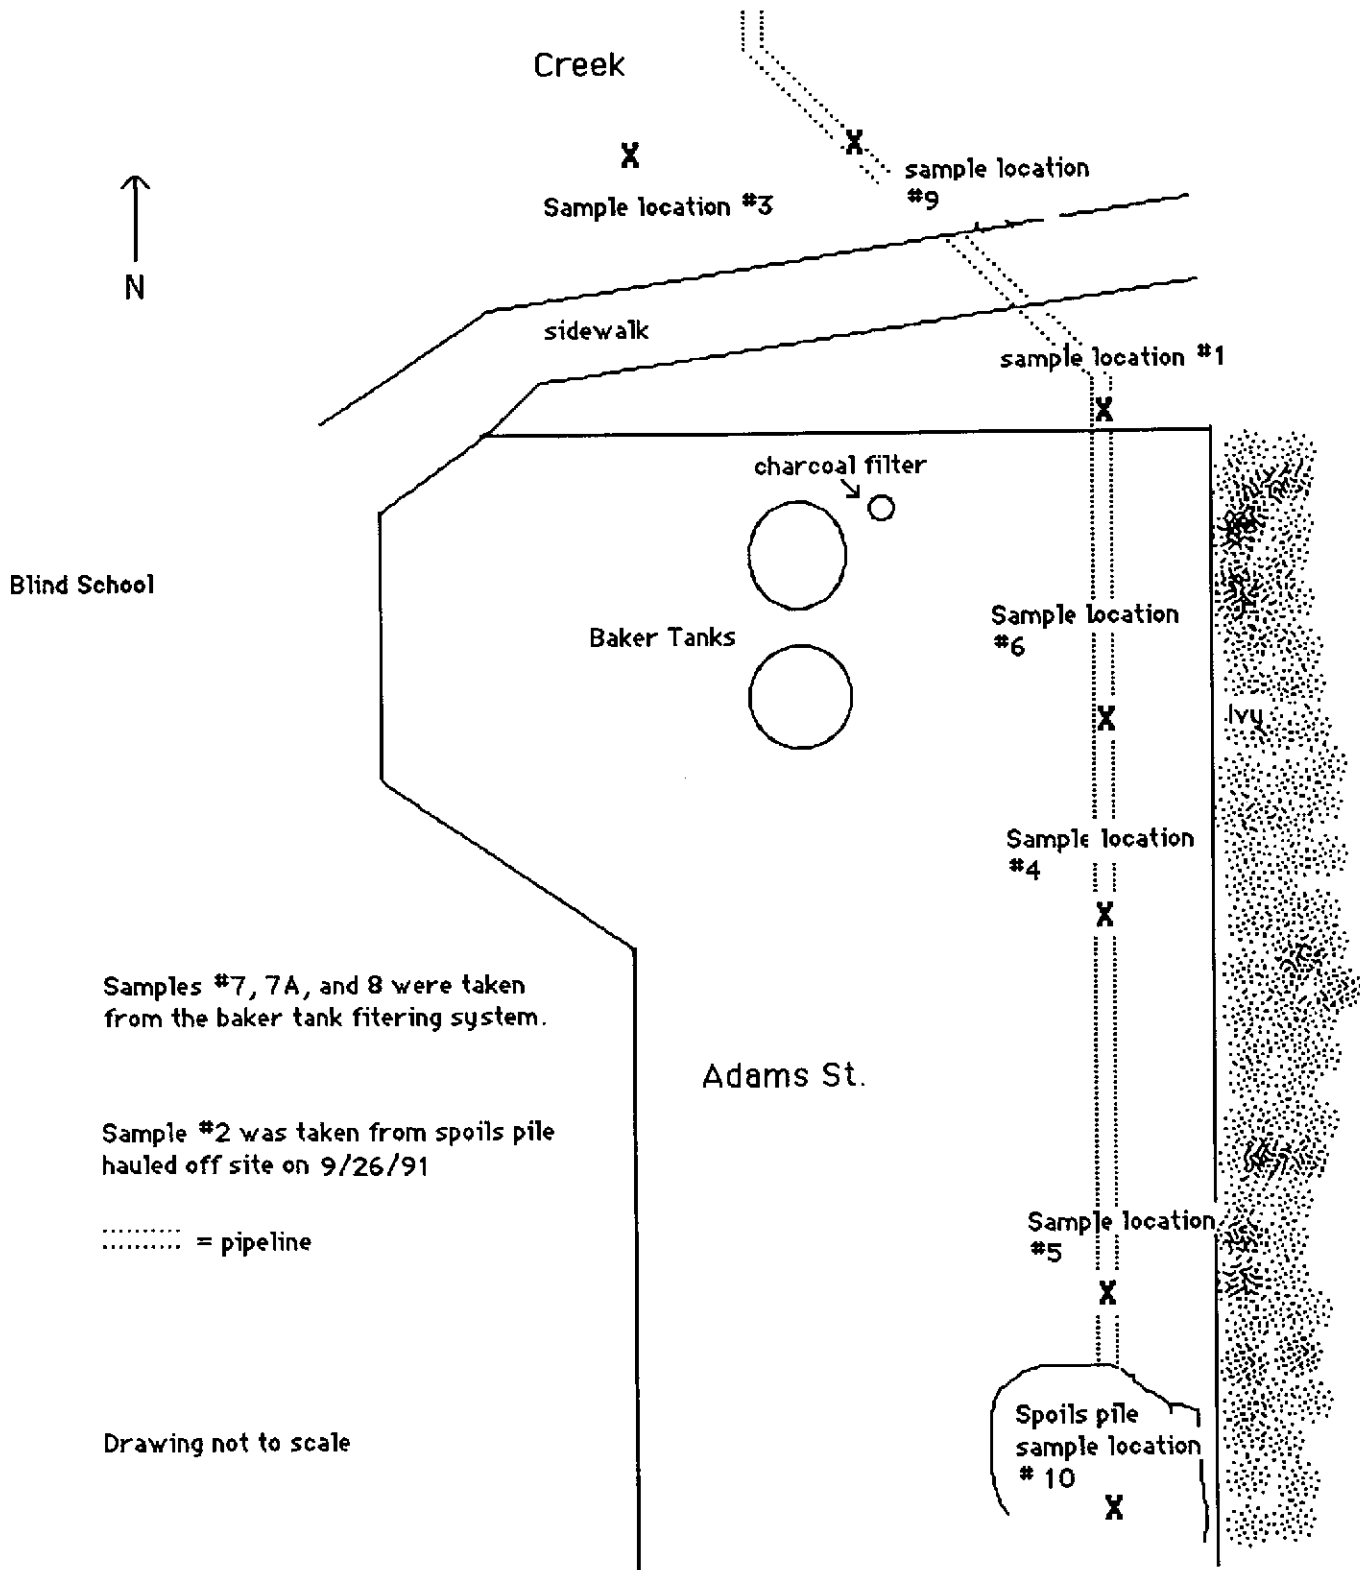 Creek
sample location
#9
Sample location #3
N
sidewalk
sample location #1
charcoal filter
Blind School
Baker Tanks
Sample location
#6
Ivy
Sample location
#4
Samples #7, 7A, and 8 were taken
from the baker tank fitering system.
Adams St.
Sample #2 was taken from spoils pile
hauled off site on 9/26/91
Sample location
#5
= pipeline
Spoils pile
sample location
# 10
Drawing not to scale